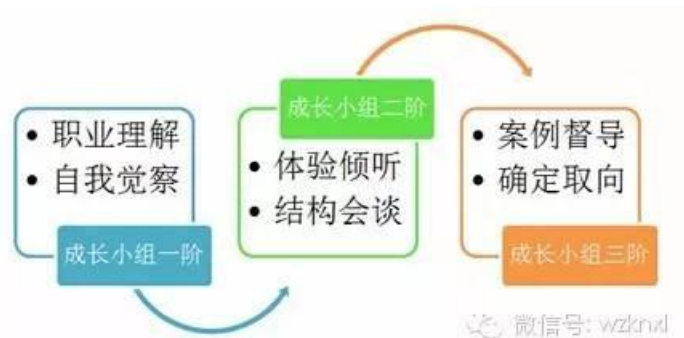 • 职业理解
• 自我觉察
成长小组一阶
成长小组二阶
• 体验倾听
• 结构会谈
• 案例督导
• 确定取向
成长小组三阶
微信号: wzknxl